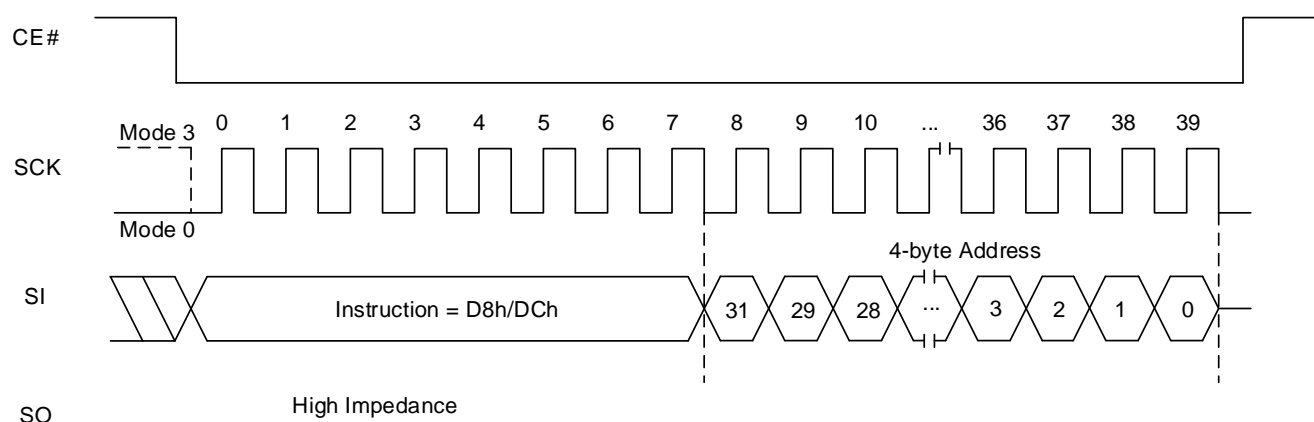 CE#
Mode 3
0 1 2 3 4 5 6 7 8 9 10 ... 36 37 38 39
SCK
Mode 0
4-byte Address
SI
Instruction = D8h/DCh
31 29 28 ... 3 2 1 0
High Impedance
SO